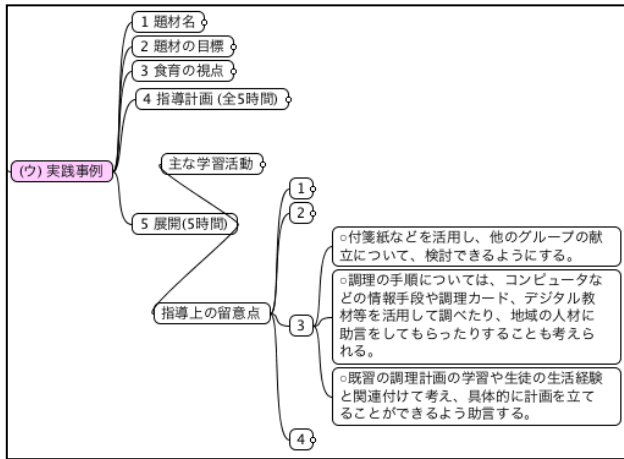 1 題材名
2 題材の目標
3 食育の視点
4 指導計画 (全5時間)
(ウ) 実践事例
主な学習活動
5 展開(5時間)
指導上の留意点
1
2
3
○付箋紙などを活用し、他のグループの献
立について、検討できるようにする。
○調理の手順については、コンピュータな
どの情報手段や調理カード、デジタル教
材等を活用して調べたり、地域の人材に
助言をしてもらったりすることも考えら
れる。
○既習の調理計画の学習や生徒の生活経験
と関連付けて考え、具体的に計画を立て
ることができるよう助言する。
4